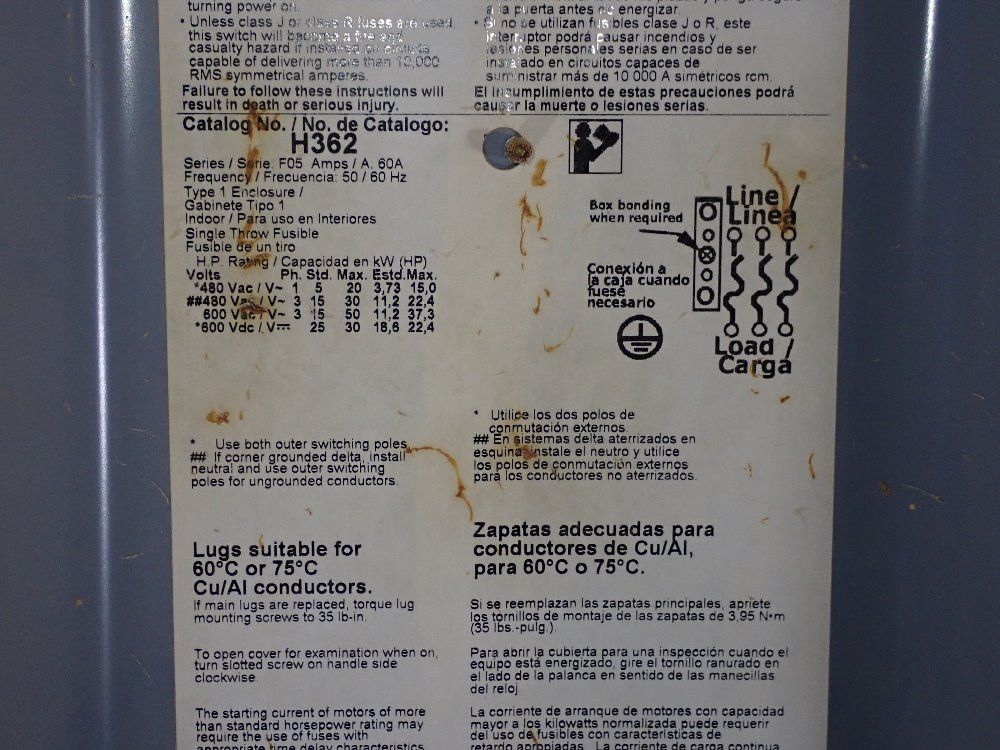 turning power on.
• Unless class J or class R fuses are used,
this switch will become a fire and
casualty hazard if installed on circuits
capable of delivering more than 10,000
RMS symmetrical amperes.
Failure to follow these instructions will
result in death or serious injury.
a la puerta antes de energizar.
• Si no se utilizan fusibles clase J o R, este
interruptor podrá causar incendios y
lesiones personales serias en caso de ser
instalado en circuitos capaces de
suministrar más de 10 000 A simétricos rcm.
El incumplimiento de estas precauciones podrá
causar la muerte o lesiones serias.
Catalog No. / No. de Catalogo:
H362
Series / Serie. F05 Amps / A. 60A
Frequency / Frecuencia: 50 / 60 Hz
Type 1 Enclosure /
Gabinete Tipo 1
Indoor / Para uso en Interiores
Single Throw Fusible
Fusible de un tiro
H.P. Rating / Capacidad en kW (HP)
Volts Ph. Std. Max. Estd. Max.
*480 Vac / V~ 1 5 20 3,73 15,0
##480 Vac / V~ 3 15 30 11,2 22,4
600 Vac / V~ 3 15 50 11,2 37,3
*600 Vdc / V⎓ 25 30 18,6 22,4
Line /
Linea
Box bonding
when required
Conexión a
la caja cuando
fuese
necesario
Load /
Carga
* Use both outer switching poles.
## If corner grounded delta, install
neutral and use outer switching
poles for ungrounded conductors.
* Utilice los dos polos de
conmutación externos.
## En sistemas delta aterrizados en
esquina instale el neutro y utilice
los polos de conmutación externos
para los conductores no aterrizados.
Lugs suitable for
60°C or 75°C
Cu/Al conductors.
If main lugs are replaced, torque lug
mounting screws to 35 lb-in.
To open cover for examination when on,
turn slotted screw on handle side
clockwise.
The starting current of motors of more
than standard horsepower rating may
require the use of fuses with
appropriate time delay characteristics.
Zapatas adecuadas para
conductores de Cu/Al,
para 60°C o 75°C.
Si se reemplazan las zapatas principales, apriete
los tornillos de montaje de las zapatas de 3,95 N•m
(35 lbs.-pulg.).
Para abrir la cubierta para una inspección cuando el
equipo está energizado, gire el tornillo ranurado en
el lado de la palanca en sentido de las manecillas
del reloj
La corriente de arranque de motores con capacidad
mayor a los kilowatts normalizada puede requerir
del uso de fusibles con características de
retardo apropiadas. La corriente de carga continua